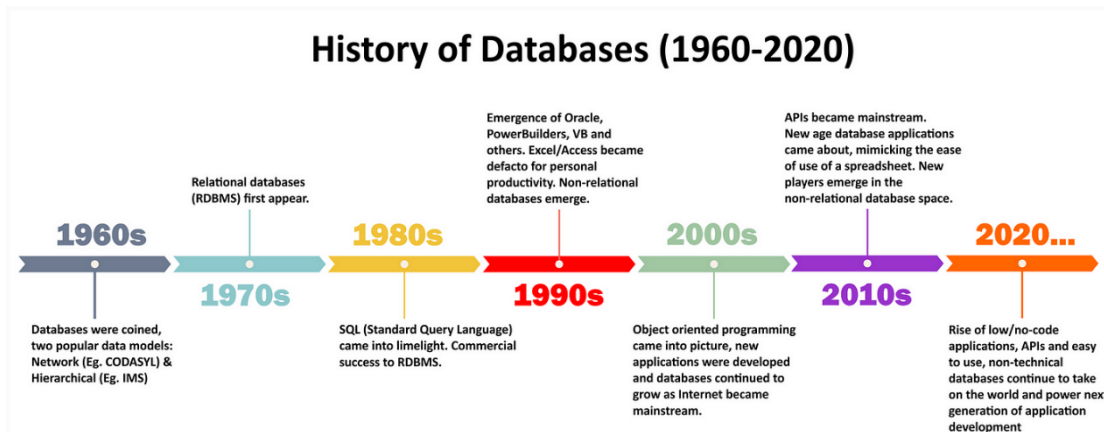 History of Databases (1960-2020)
1960s
Databases were coined,
two popular data models:
Network (Eg. CODASYL) &
Hierarchical (Eg. IMS)
Relational databases
(RDBMS) first appear.
1970s
1980s
SQL (Standard Query Language)
came into limelight. Commercial
success to RDBMS.
Emergence of Oracle,
PowerBuilders, VB and
others. Excel/Access became
defacto for personal
productivity. Non-relational
databases emerge.
1990s
2000s
Object oriented programming
came into picture, new
applications were developed
and databases continued to
grow as Internet became
mainstream.
APIs became mainstream.
New age database applications
came about, mimicking the ease
of use of a spreadsheet. New
players emerge in the
non-relational database space.
2010s
2020...
Rise of low/no-code
applications, APIs and easy
to use, non-technical
databases continue to take
on the world and power next
generation of application
development